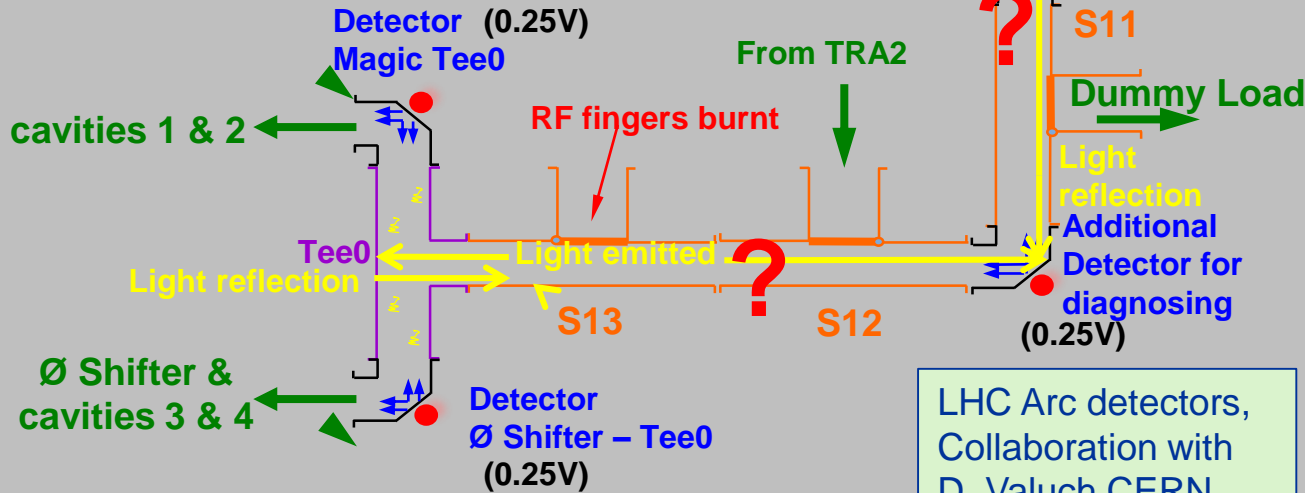 Detector (0.25V)
Magic Tee0
?
S11
From TRA2
Dummy Load
cavities 1 & 2
RF fingers burnt
Light
reflection
Additional
Detector for
diagnosing
(0.25V)
Tee0
Light emitted
?
Light reflection
S13
S12
Ø Shifter &
cavities 3 & 4
Detector
Ø Shifter – Tee0
(0.25V)
LHC Arc detectors,
Collaboration with
D. Valuch CERN